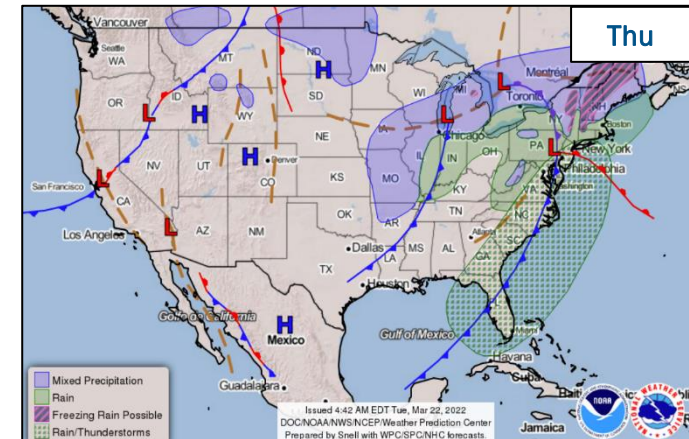 Thu
Vancouver
Seattle
WA
MT
ND
MN
Montréal
OR
ID
WY
SD
WI
MI
Toronto
NH
NS
NY
Boston
IA
Chicago
NE
IL
IN
OH
PA
New York
Philadelphia
NV
UT
Denver
CO
KS
MO
KY
VA
Washington
San Francisco
CA
Los Angeles
AZ
NM
OK
AR
TN
NC
Atlanta
SC
Dallas
LA
MS
AL
GA
TX
Houston
FL
Golfo de California
Mexico
Gulf of Mexico
Miami
Havana
Cuba
Guadalajara
Jamaica
H
H
H
H
L
L
L
L
L
L
Mixed Precipitation
Rain
Freezing Rain Possible
Rain/Thunderstorms
Issued 4:42 AM EDT Tue, Mar 22, 2022
DOC/NOAA/NWS/NCEP/Weather Prediction Center
Prepared by Snell with WPC/SPC/NHC forecasts.
NOAA